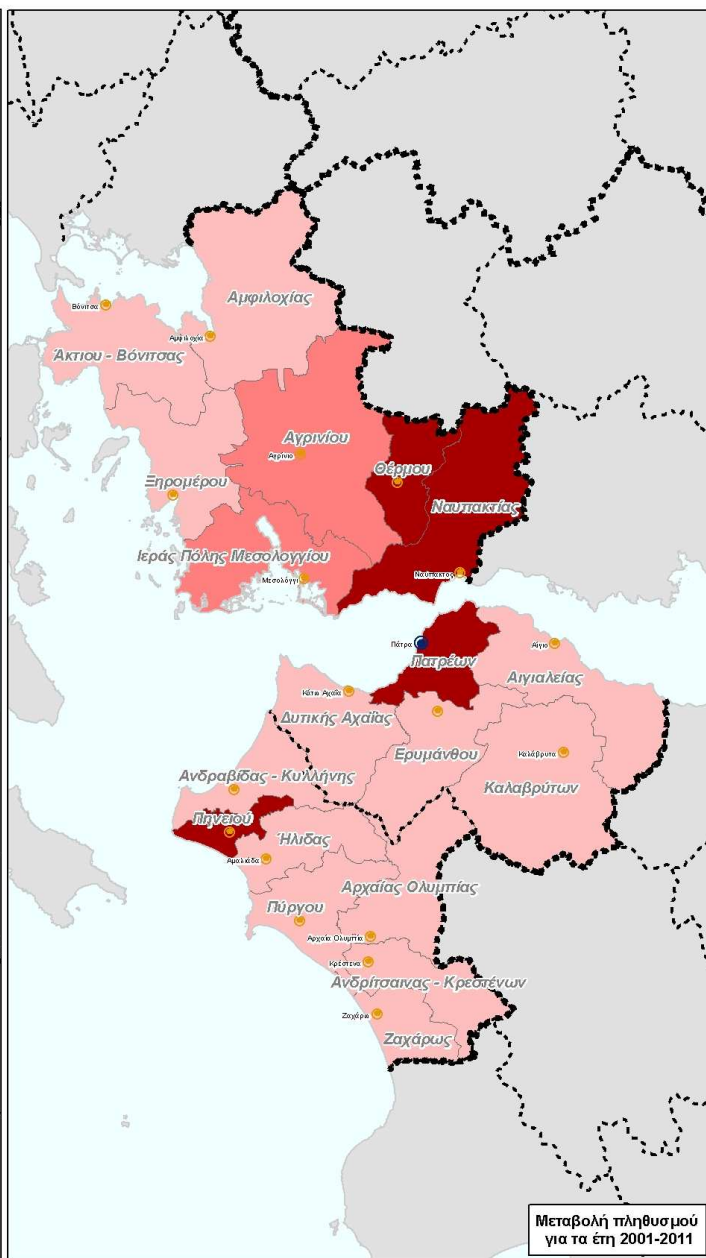 Αμφιλοχίας
Βόνιτσα
Αμφιλοχία
Άκτιου - Βόνιτσας
Αγρινίου
Αγρίνιο
Θέρμου
Ξηρομέρου
Ναυπακτίας
Ιεράς Πόλης Μεσολογγίου
Μεσολόγγι
Ναύπακτος
Πάτρα
Αίγιο
Πατρέων
Αιγιαλείας
Κάτω Αχαΐα
Δυτικής Αχαΐας
Ερυμάνθου
Καλάβρυτα
Ανδραβίδας - Κυλλήνης
Καλαβρύτων
Πηνειού
Ήλιδας
Αμαλιάδα
Αρχαίας Ολυμπίας
Πύργου
Αρχαία Ολυμπία
Κρέστενα
Ανδρίτσαινας - Κρεστένων
Ζαχάρω
Ζαχάρως
Μεταβολή πληθυσμού
για τα έτη 2001-2011